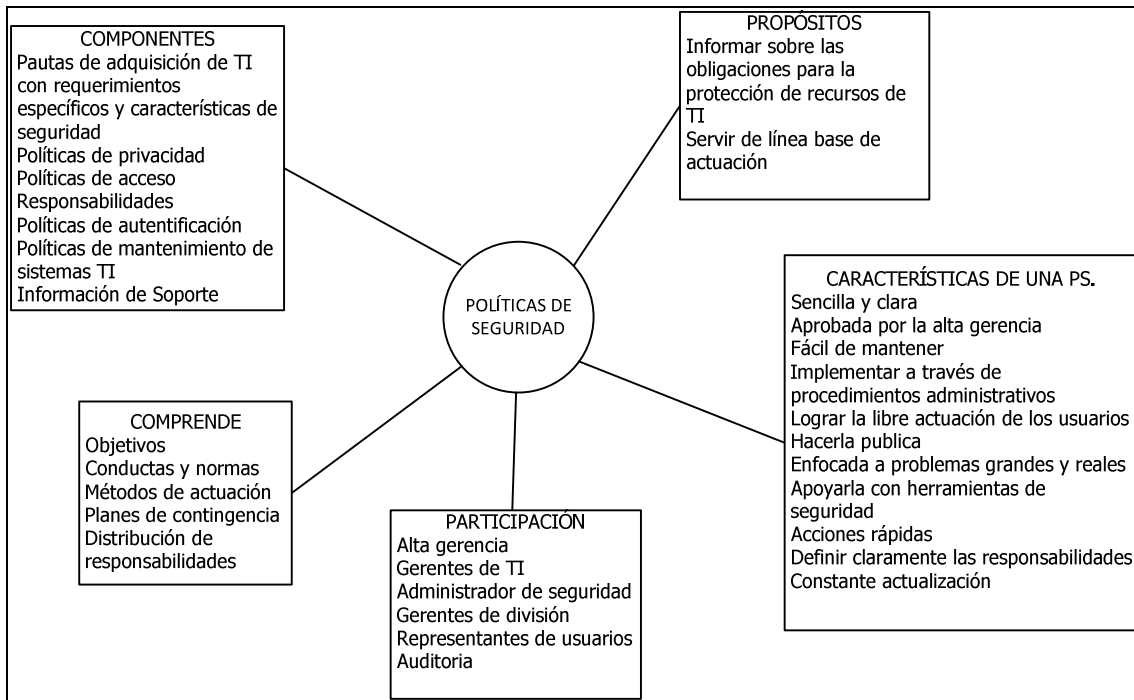 COMPONENTES
Pautas de adquisición de TI
con requerimientos
específicos y características de
seguridad
Políticas de privacidad
Políticas de acceso
Responsabilidades
Políticas de autentificación
Políticas de mantenimiento de
sistemas TI
Información de Soporte
PROPÓSITOS
Informar sobre las
obligaciones para la
protección de recursos de
TI
Servir de línea base de
actuación
POLÍTICAS DE
SEGURIDAD
CARACTERÍSTICAS DE UNA PS.
Sencilla y clara
Aprobada por la alta gerencia
Fácil de mantener
Implementar a través de
procedimientos administrativos
Lograr la libre actuación de los usuarios
Hacerla publica
Enfocada a problemas grandes y reales
Apoyarla con herramientas de
seguridad
Acciones rápidas
Definir claramente las responsabilidades
Constante actualización
COMPRENDE
Objetivos
Conductas y normas
Métodos de actuación
Planes de contingencia
Distribución de
responsabilidades
PARTICIPACIÓN
Alta gerencia
Gerentes de TI
Administrador de seguridad
Gerentes de división
Representantes de usuarios
Auditoria